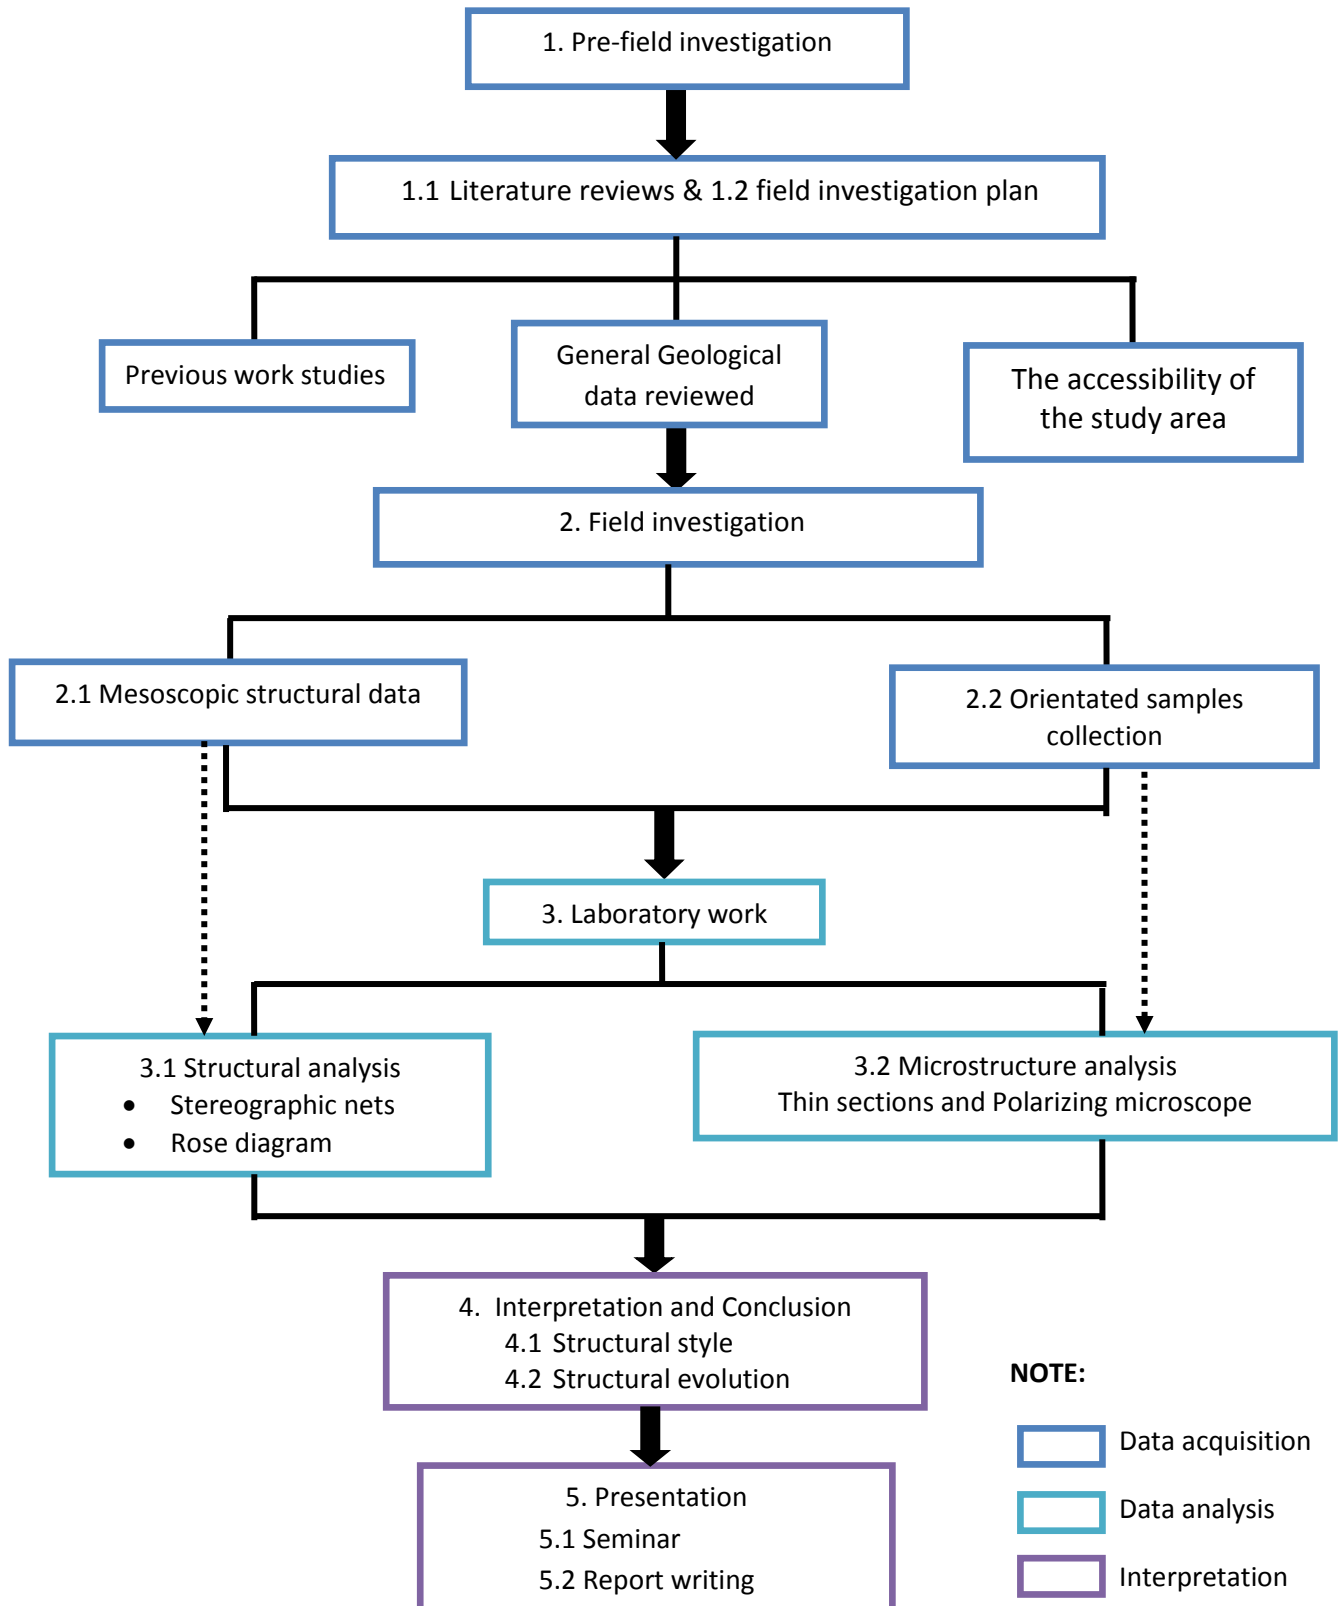 1. Pre-field investigation
1.1 Literature reviews & 1.2 field investigation plan
Previous work studies
General Geological
data reviewed
The accessibility of
the study area
2. Field investigation
2.1 Mesoscopic structural data
2.2 Orientated samples
collection
3. Laboratory work
3.1 Structural analysis
• Stereographic nets
• Rose diagram
3.2 Microstructure analysis
Thin sections and Polarizing microscope
4. Interpretation and Conclusion
4.1 Structural style
4.2 Structural evolution
5. Presentation
5.1 Seminar
5.2 Report writing
NOTE:
Data acquisition
Data analysis
Interpretation